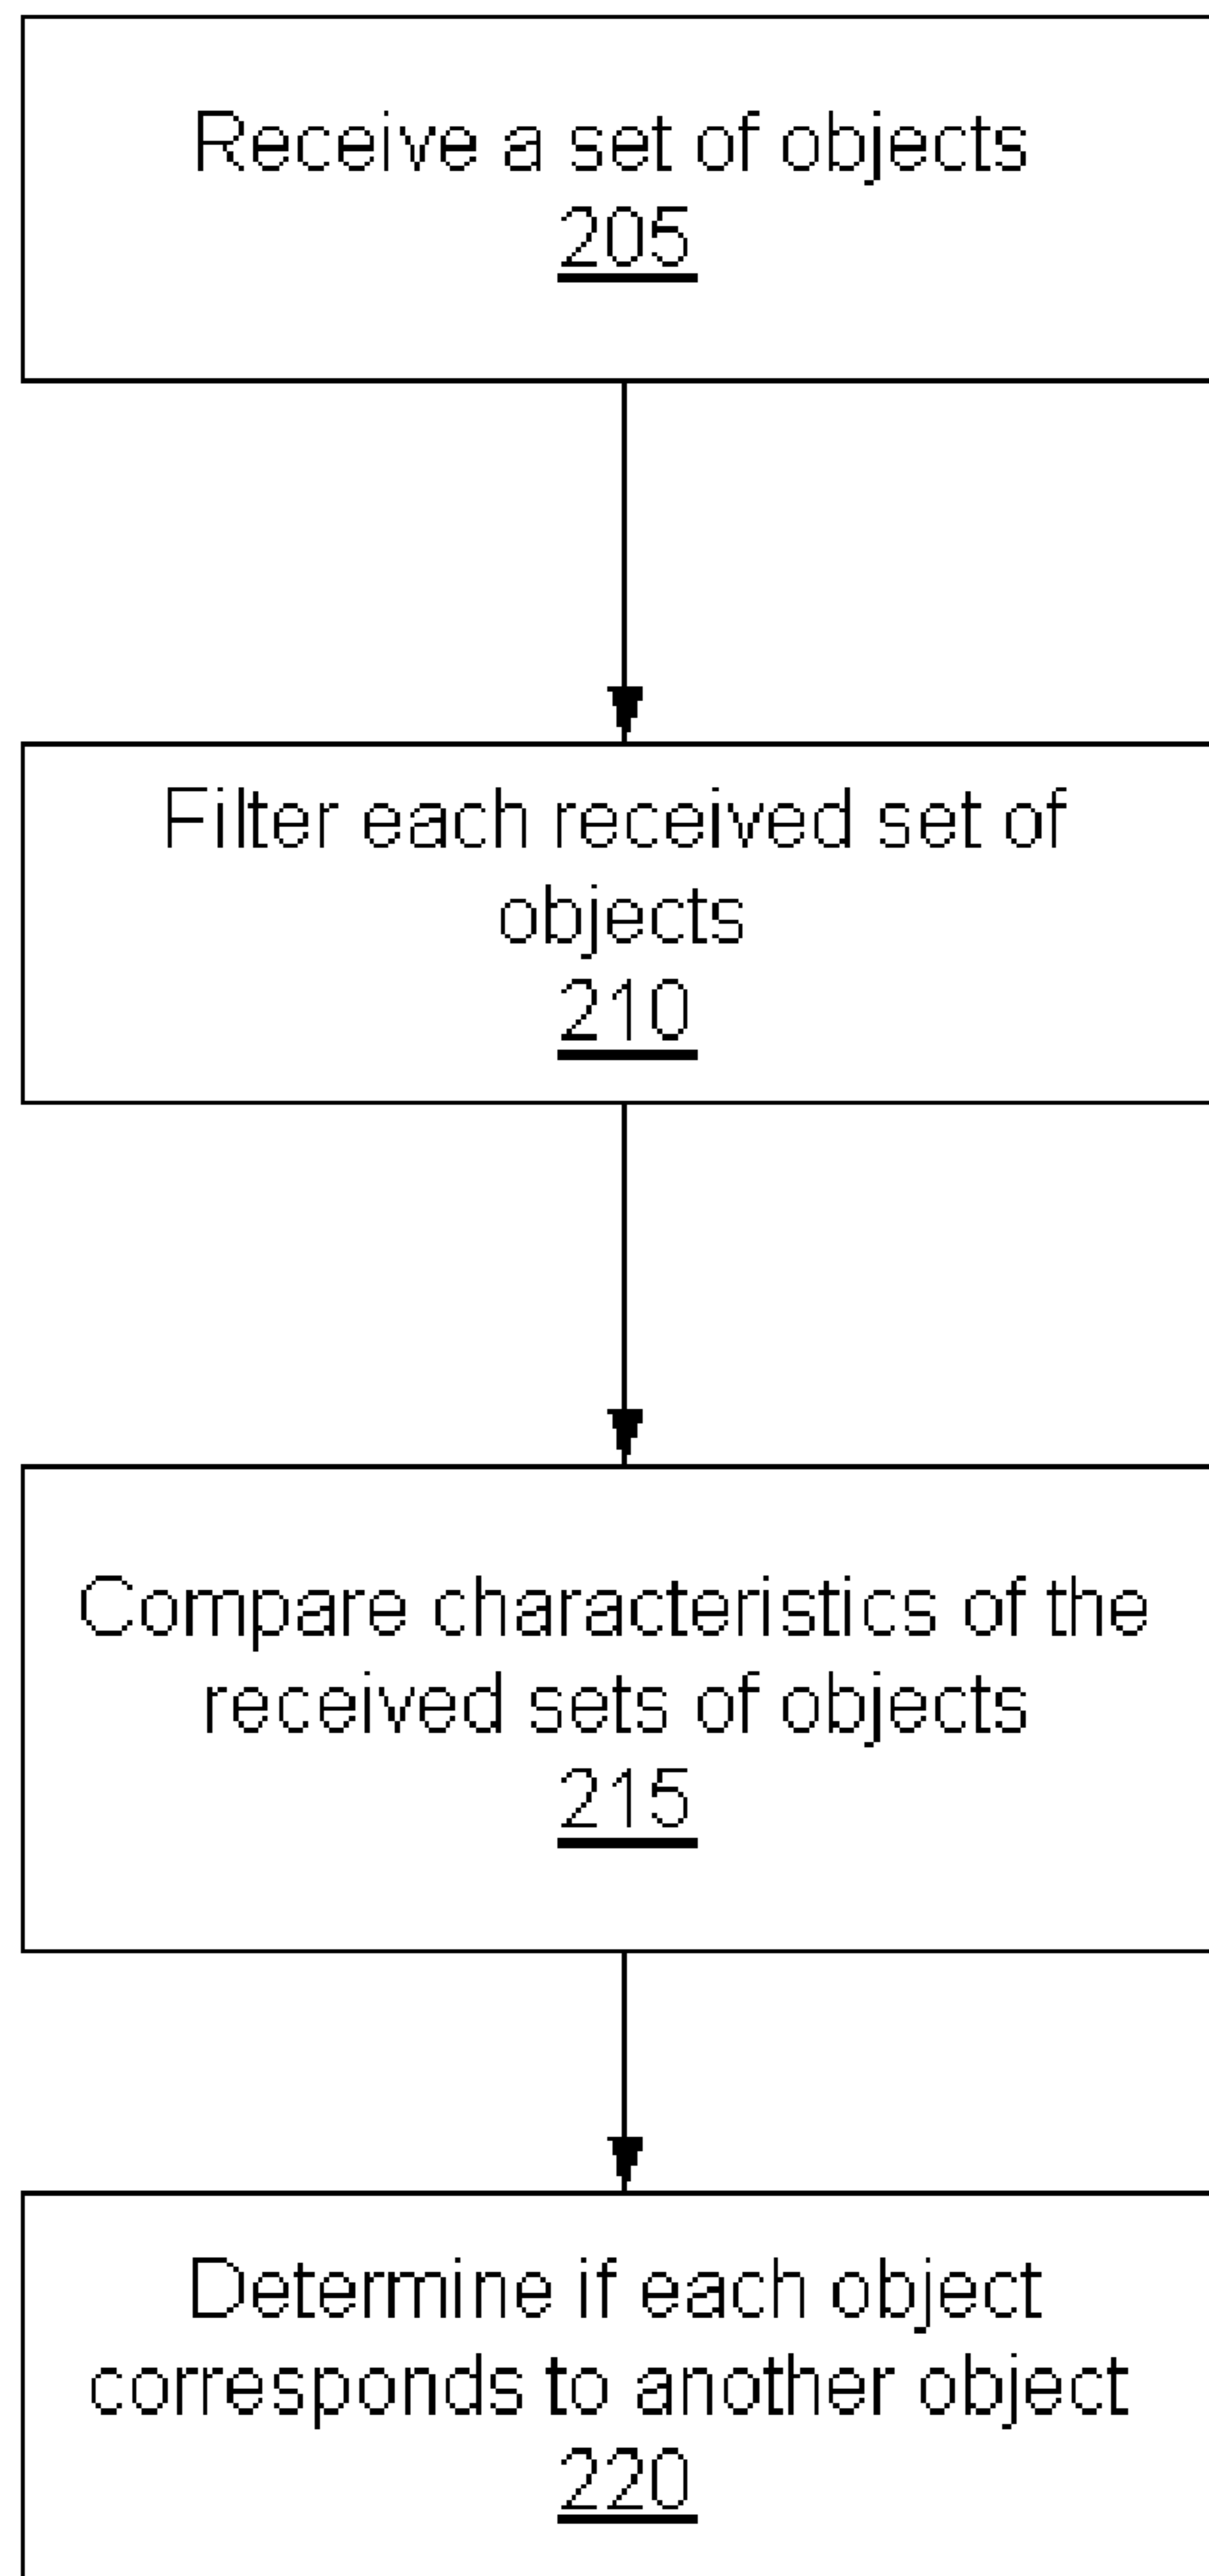 Receive a set of objects
205
Filter each received set of
objects
210
Compare characteristics of the
received sets of objects
215
Determine if each object
corresponds to another object
220